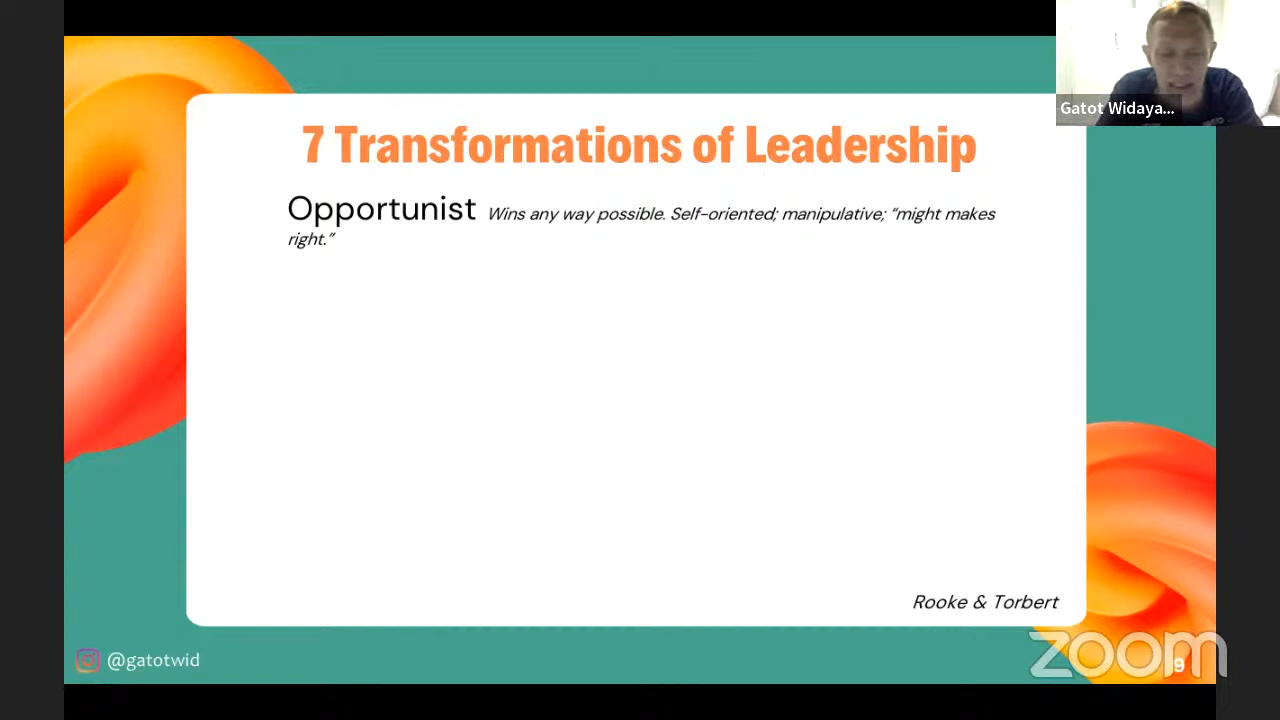 Gatot Widaya...
7 Transformations of Leadership
Opportunist Wins any way possible. Self-oriented; manipulative; “might makes
right.”
Rooke & Torbert
@gatotwid
zoom
9